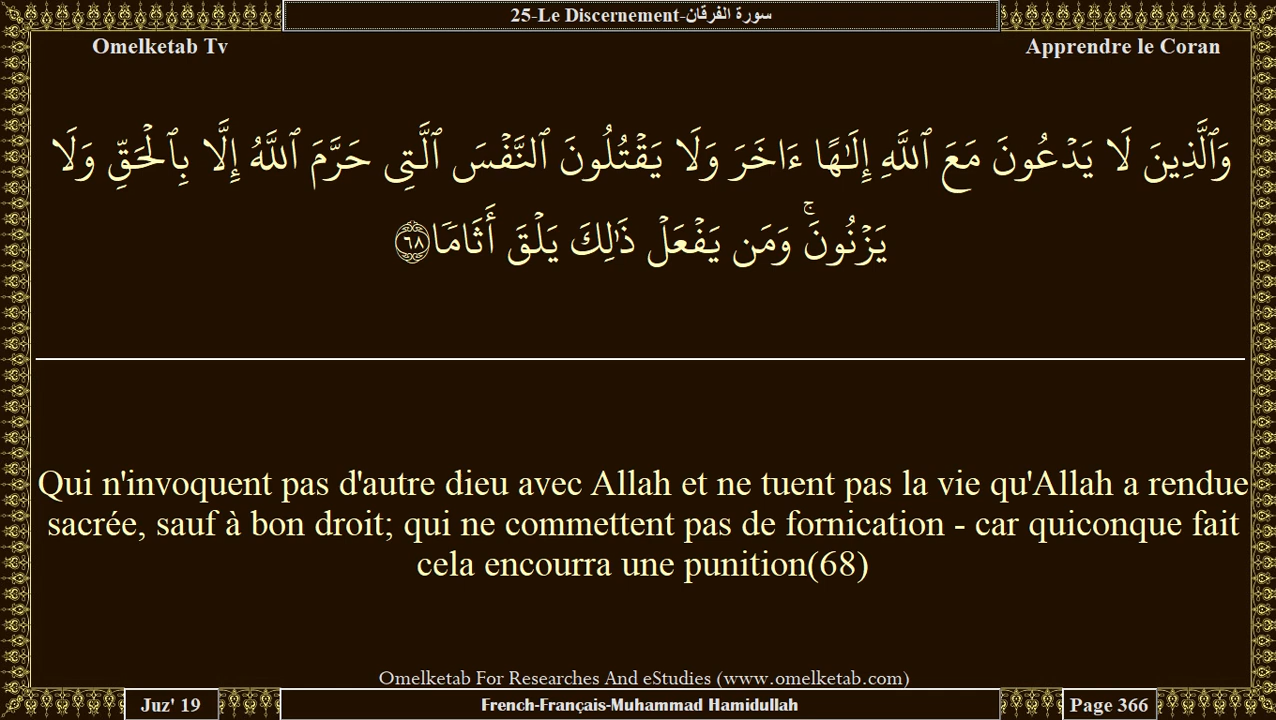 25-Le Discernement-سورة الفرقان
Omelketab Tv
Apprendre le Coran
وَٱلَّذِينَ لَا يَدْعُونَ مَعَ ٱللَّهِ إِلَـٰهًا ءَاخَرَ وَلَا يَقْتُلُونَ ٱلنَّفْسَ ٱلَّتِى حَرَّمَ ٱللَّهُ إِلَّا بِٱلْحَقِّ وَلَا
يَزْنُونَ ۚ وَمَن يَفْعَلْ ذَٰلِكَ يَلْقَ أَثَامًا ٦٨
Qui n'invoquent pas d'autre dieu avec Allah et ne tuent pas la vie qu'Allah a rendue
sacrée, sauf à bon droit; qui ne commettent pas de fornication - car quiconque fait
cela encourra une punition(68)
Omelketab For Researches And eStudies (www.omelketab.com)
Juz' 19
French-Français-Muhammad Hamidullah
Page 366